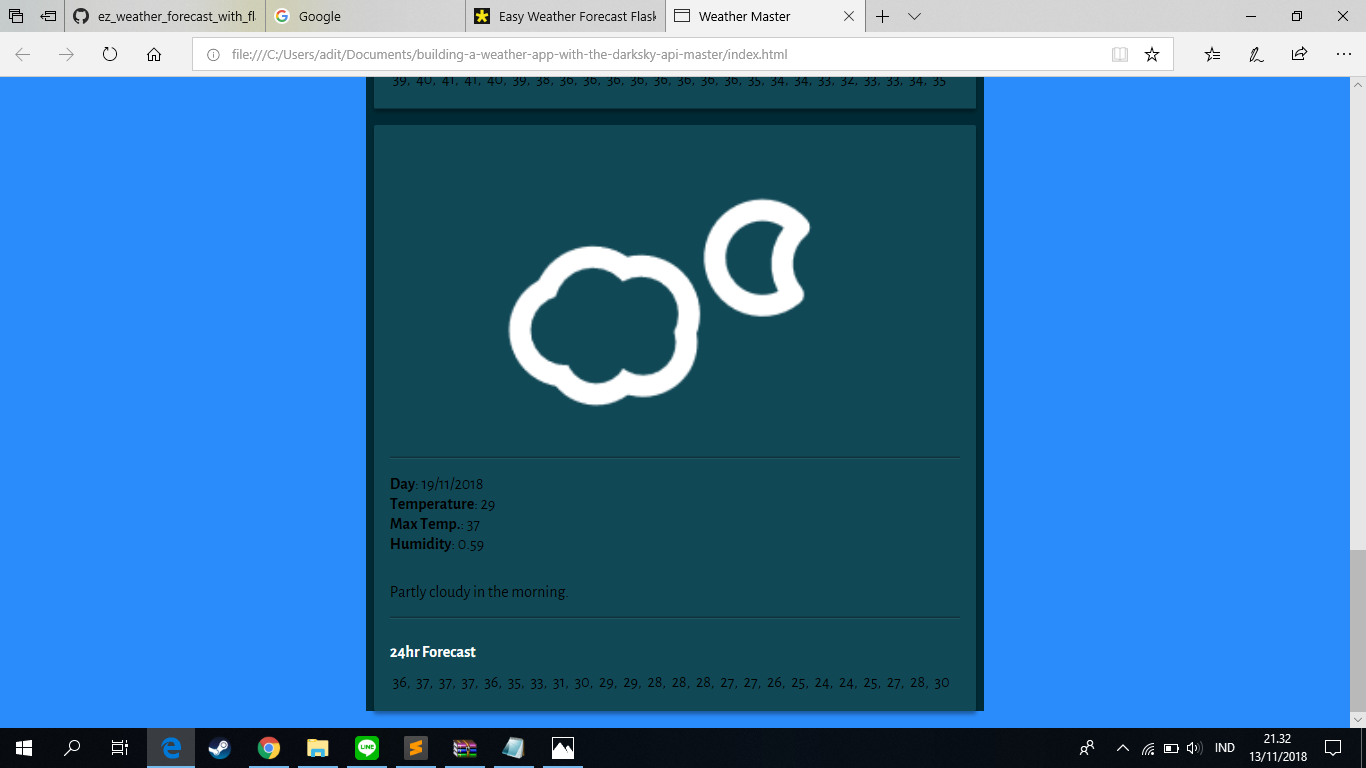 ez_weather_forecast_with_fl
Google
Easy Weather Forecast Flask
Weather Master
file:///C:/Users/adit/Documents/building-a-weather-app-with-the-darksky-api-master/index.html
39, 40, 41, 41, 40, 39, 38, 36, 36, 36, 36, 36, 36, 36, 36, 35, 34, 34, 33, 32, 33, 33, 34, 35
Day: 19/11/2018
Temperature: 29
Max Temp.: 37
Humidity: 0.59
Partly cloudy in the morning.
24hr Forecast
36, 37, 37, 37, 36, 35, 33, 31, 30, 29, 29, 28, 28, 28, 27, 27, 26, 25, 24, 24, 25, 27, 28, 30
LINE
IND
21.32
13/11/2018